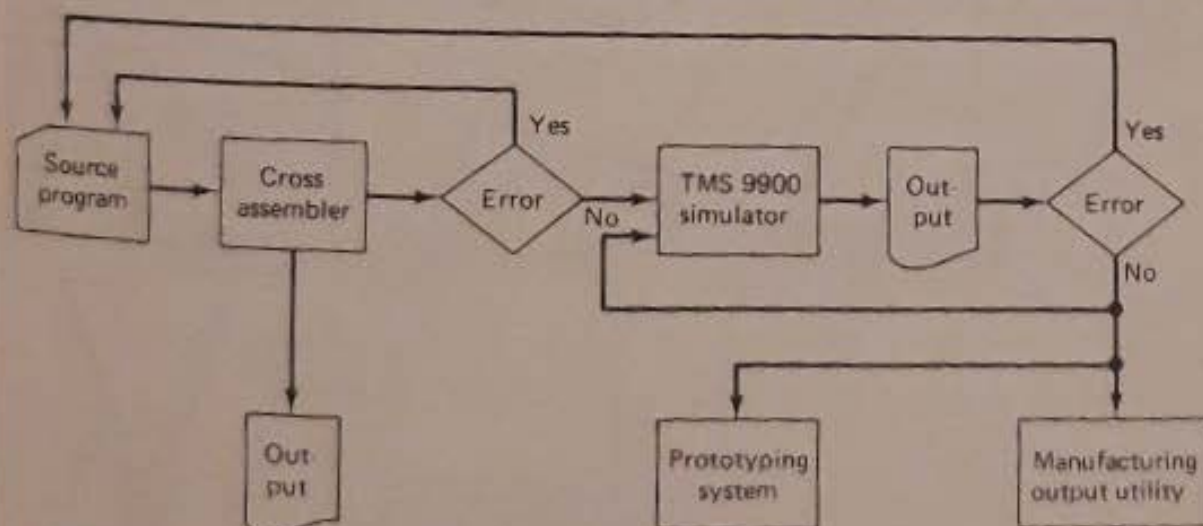 Yes
Yes
Source
program
Cross
assembler
Error
No
TMS 9900
simulator
Out-
put
Error
No
Out-
put
Prototyping
system
Manufacturing
output utility